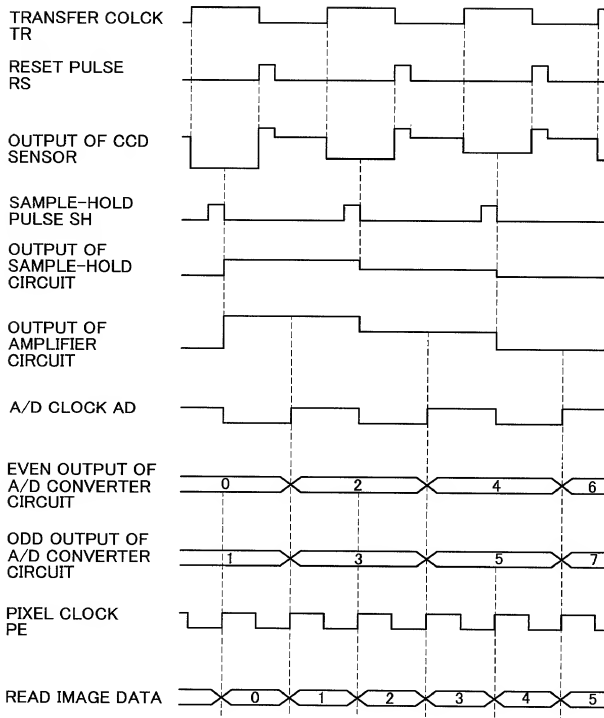 TRANSFER COLCK
TR
RESET PULSE
RS
OUTPUT OF CCD
SENSOR
SAMPLE-HOLD
PULSE SH
OUTPUT OF
SAMPLE-HOLD
CIRCUIT
OUTPUT OF
AMPLIFIER
CIRCUIT
A/D CLOCK AD
EVEN OUTPUT OF
A/D CONVERTER
CIRCUIT
0 2 4 6
ODD OUTPUT OF
A/D CONVERTER
CIRCUIT
1 3 5 7
PIXEL CLOCK
PE
READ IMAGE DATA 0 1 2 3 4 5